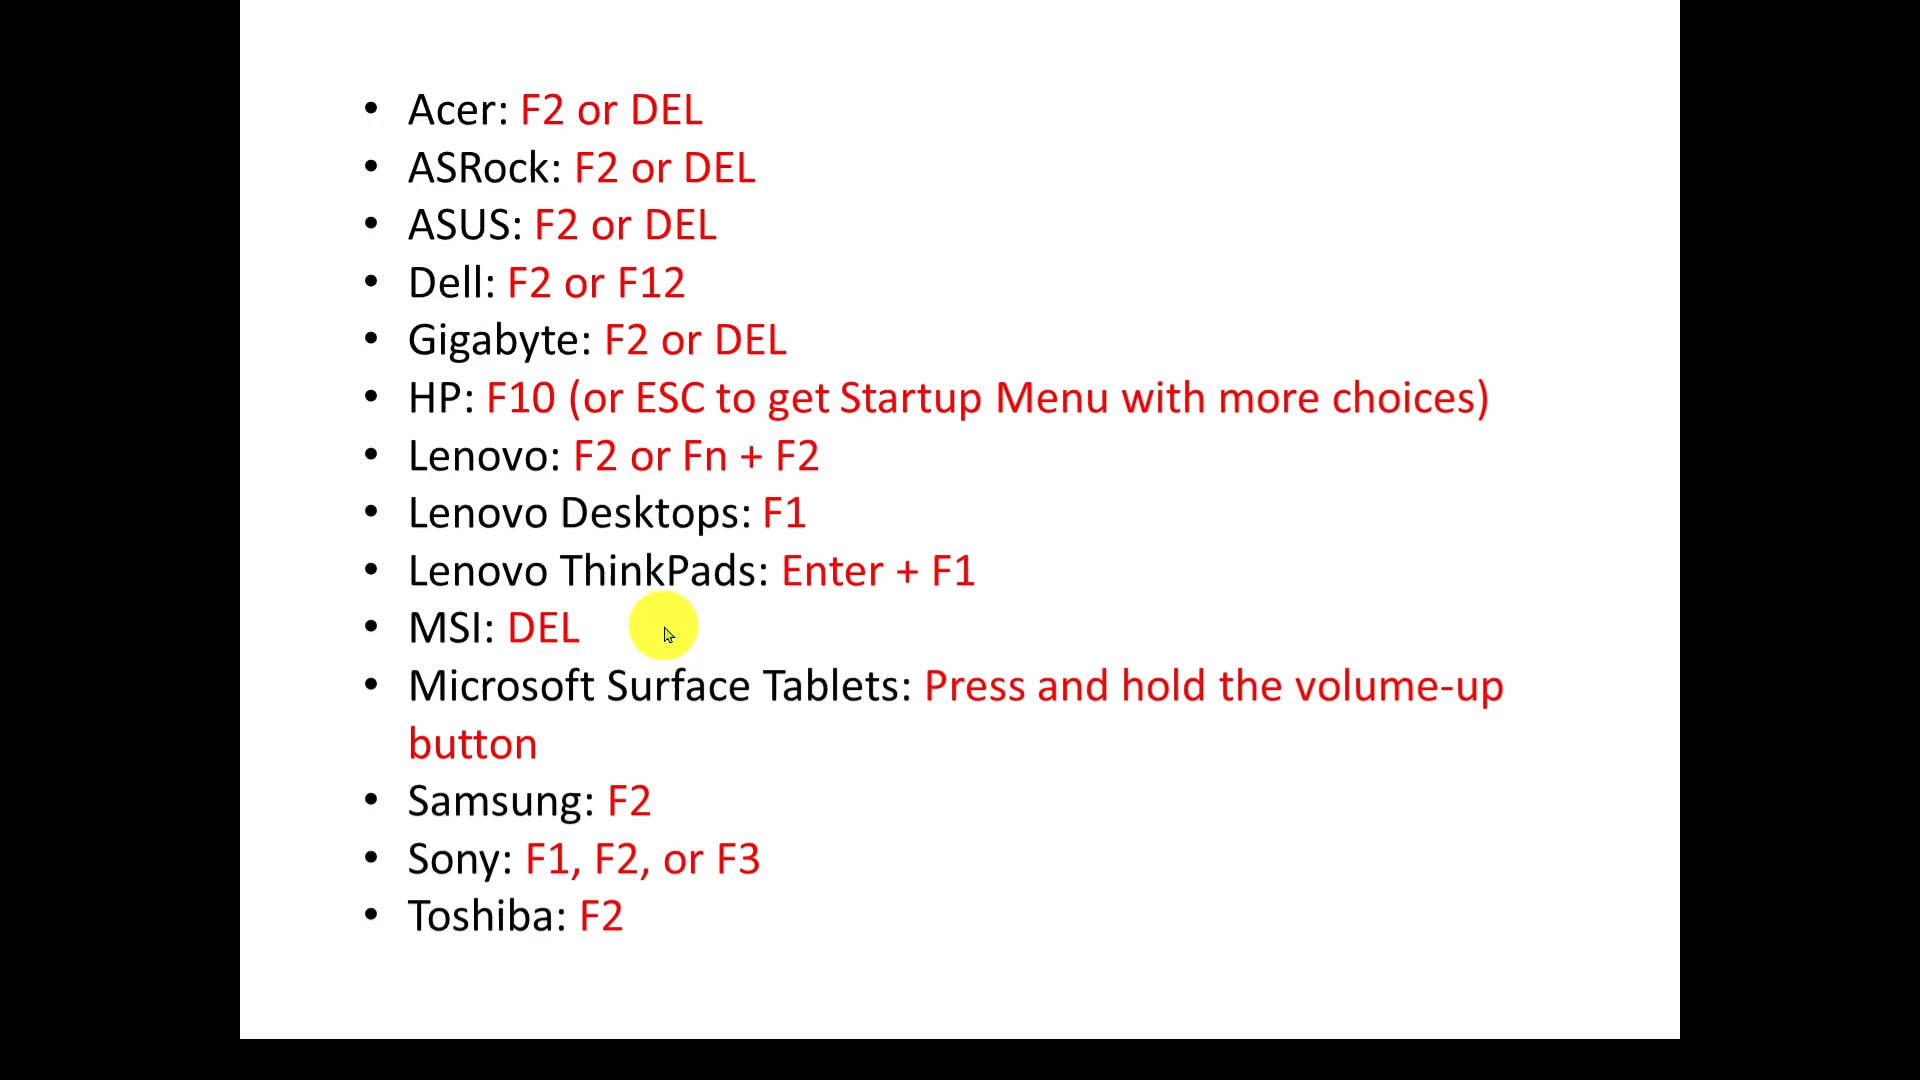 • Acer: F2 or DEL
• ASRock: F2 or DEL
• ASUS: F2 or DEL
• Dell: F2 or F12
• Gigabyte: F2 or DEL
• HP: F10 (or ESC to get Startup Menu with more choices)
• Lenovo: F2 or Fn + F2
• Lenovo Desktops: F1
• Lenovo ThinkPads: Enter + F1
• MSI: DEL
• Microsoft Surface Tablets: Press and hold the volume-up
button
• Samsung: F2
• Sony: F1, F2, or F3
• Toshiba: F2